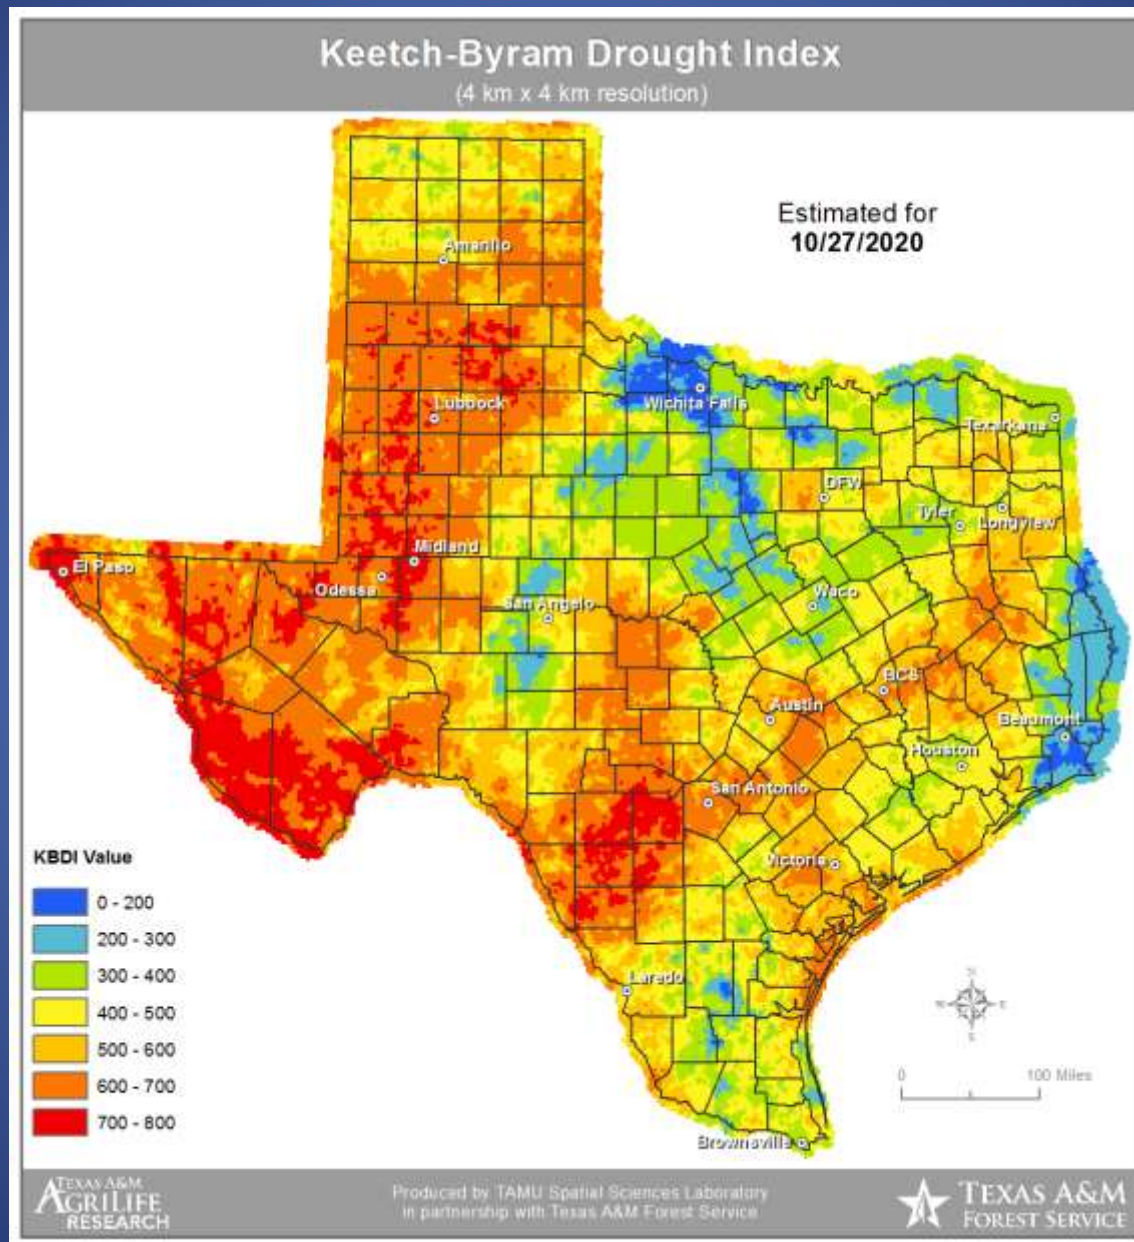 Keetch-Byram Drought Index
(4 km x 4 km resolution)
Estimated for
10/27/2020
Amarillo
Lubbock
Wichita Falls
Texarkana
DFW
Tyler
Longview
Midland
El Paso
Odessa
San Angelo
Waco
BCS
Austin
Beaumont
Houston
San Antonio
Victoria
Laredo
Brownsville
KBDI Value
0 - 200
200 - 300
300 - 400
400 - 500
500 - 600
600 - 700
700 - 800
N
W E
S
0 100 Miles
TEXAS A&M
AGRILIFE
RESEARCH
Produced by TAMU Spatial Sciences Laboratory
in partnership with Texas A&M Forest Service
TEXAS A&M
FOREST SERVICE